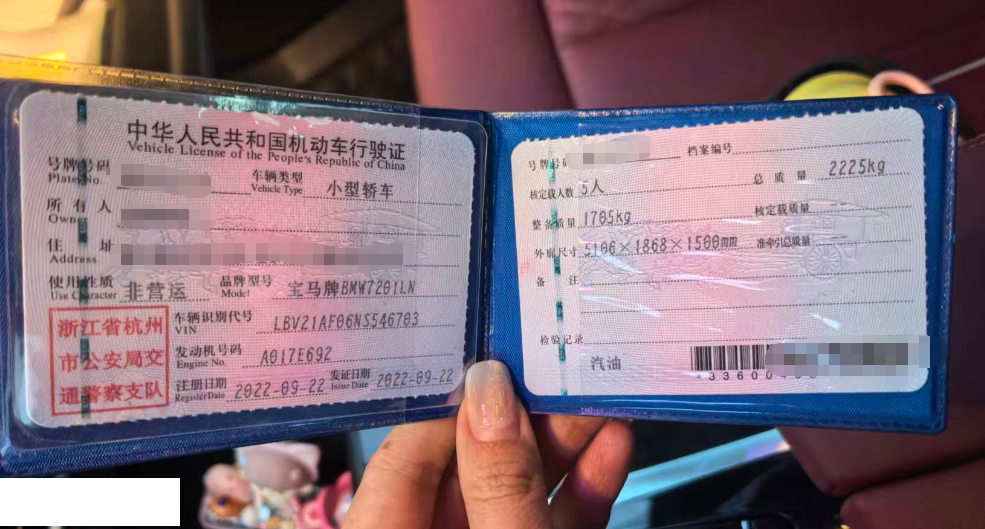 中华人民共和国机动车行驶证
Vehicle License of the People's Republic of China
号牌号码
Plate No.
车辆类型
Vehicle Type
小型轿车
所有人
Owner
住址
Address
使用性质
Use Character
非营运
品牌型号
Model
宝马牌BMW7201LN
浙江省杭州
市公安局交
通警察支队
车辆识别代号
VIN
LBV21AF06NS546703
发动机号码
Engine No.
A017E692
注册日期
Register Date
2022-09-22
发证日期
Issue Date
2022-09-22
号牌号码
档案编号
核定载人数 5人
总质量 2225kg
整备质量 1705kg
核定载质量
外廓尺寸 5106×1868×1500mm
准牵引总质量
备注
检验记录
汽油